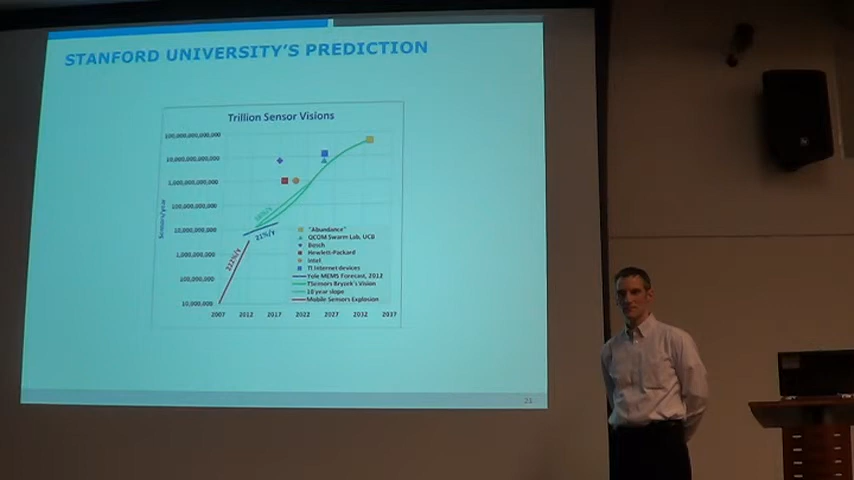 STANFORD UNIVERSITY'S PREDICTION
Trillion Sensor Visions
100,000,000,000,000
10,000,000,000,000
1,000,000,000,000
100,000,000,000
10,000,000,000
1,000,000,000
100,000,000
10,000,000
Sensors/year
222%/y
56%/y
21%/y
"Abundance"
QCOM Swarm Lab, UCB
Bosch
Hewlett-Packard
Intel
TI Internet devices
Yole MEMS Forecast, 2012
TSensors Bryzek's Vision
10 year slope
Mobile Sensors Explosion
2007 2012 2017 2022 2027 2032 2037
21